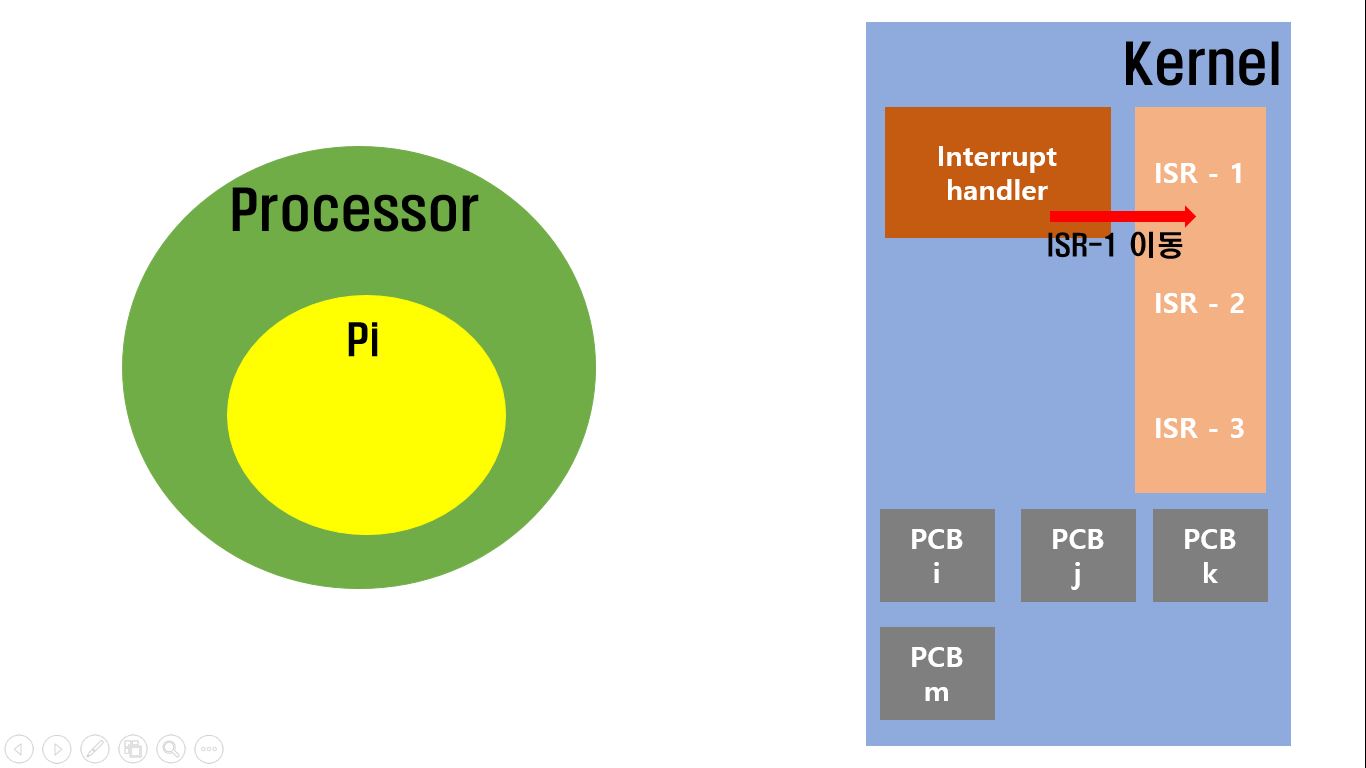 Processor
Pi
Kernel
Interrupt
handler
ISR - 1
ISR-1 이동
ISR - 2
ISR - 3
PCB
i
PCB
j
PCB
k
PCB
m